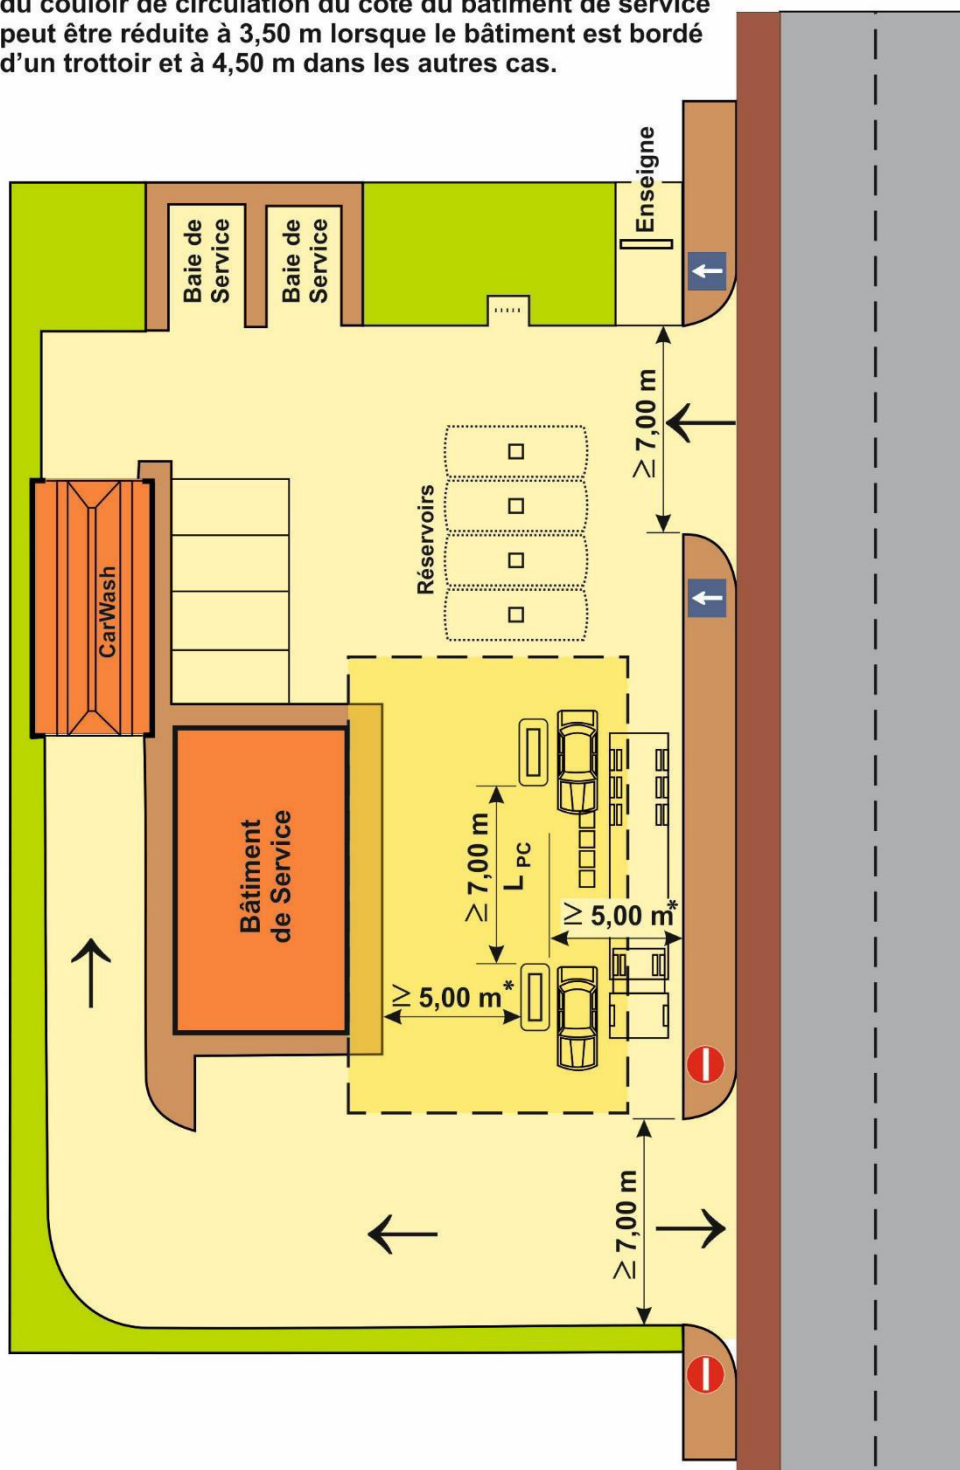 du couloir de circulation du côté du bâtiment de service
peut être réduite à 3,50 m lorsque le bâtiment est bordé
d'un trottoir et à 4,50 m dans les autres cas.
Enseigne
Baie de
Service
Baie de
Service
≥ 7,00 m
Réservoirs
CarWash
Bâtiment
de Service
≥ 7,00 m
L PC
≥ 5,00 m*
≥ 5,00 m*
≥ 7,00 m